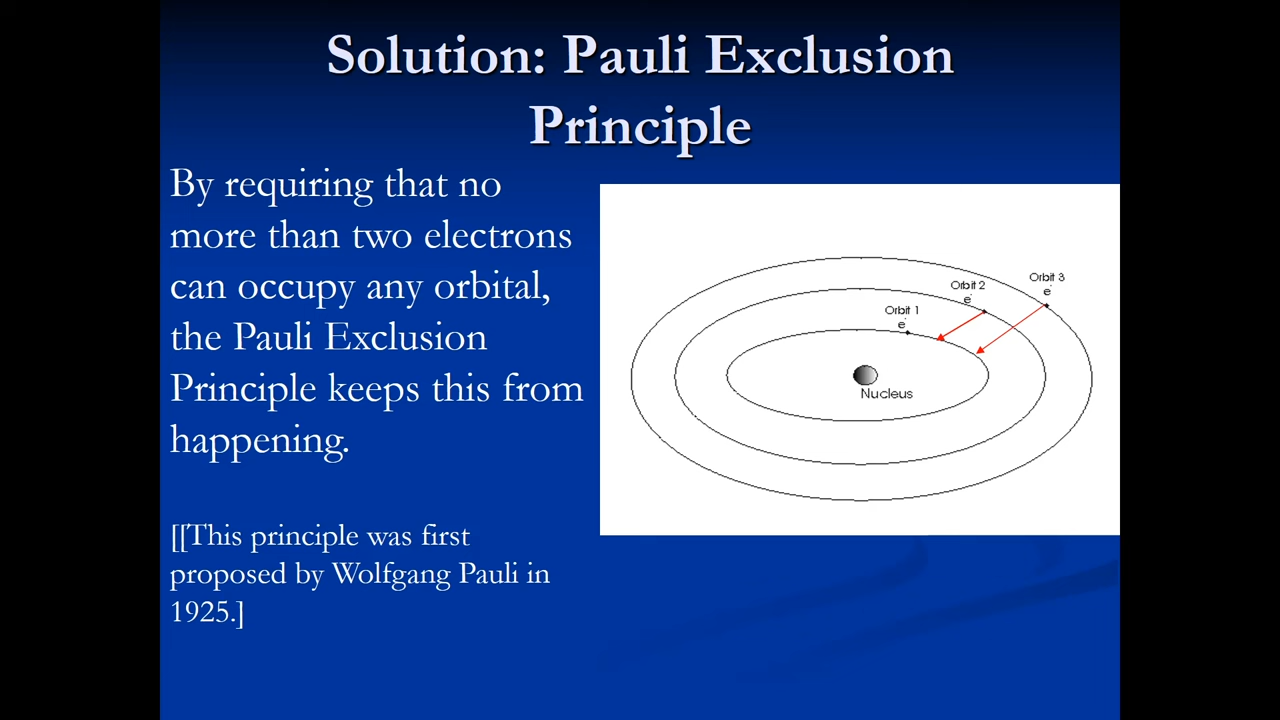 Solution: Pauli Exclusion
Principle
By requiring that no
more than two electrons
can occupy any orbital,
the Pauli Exclusion
Principle keeps this from
happening.
[[This principle was first
proposed by Wolfgang Pauli in
1925.]
Orbit 3
e-
Orbit 2
e-
Orbit 1
e-
Nucleus